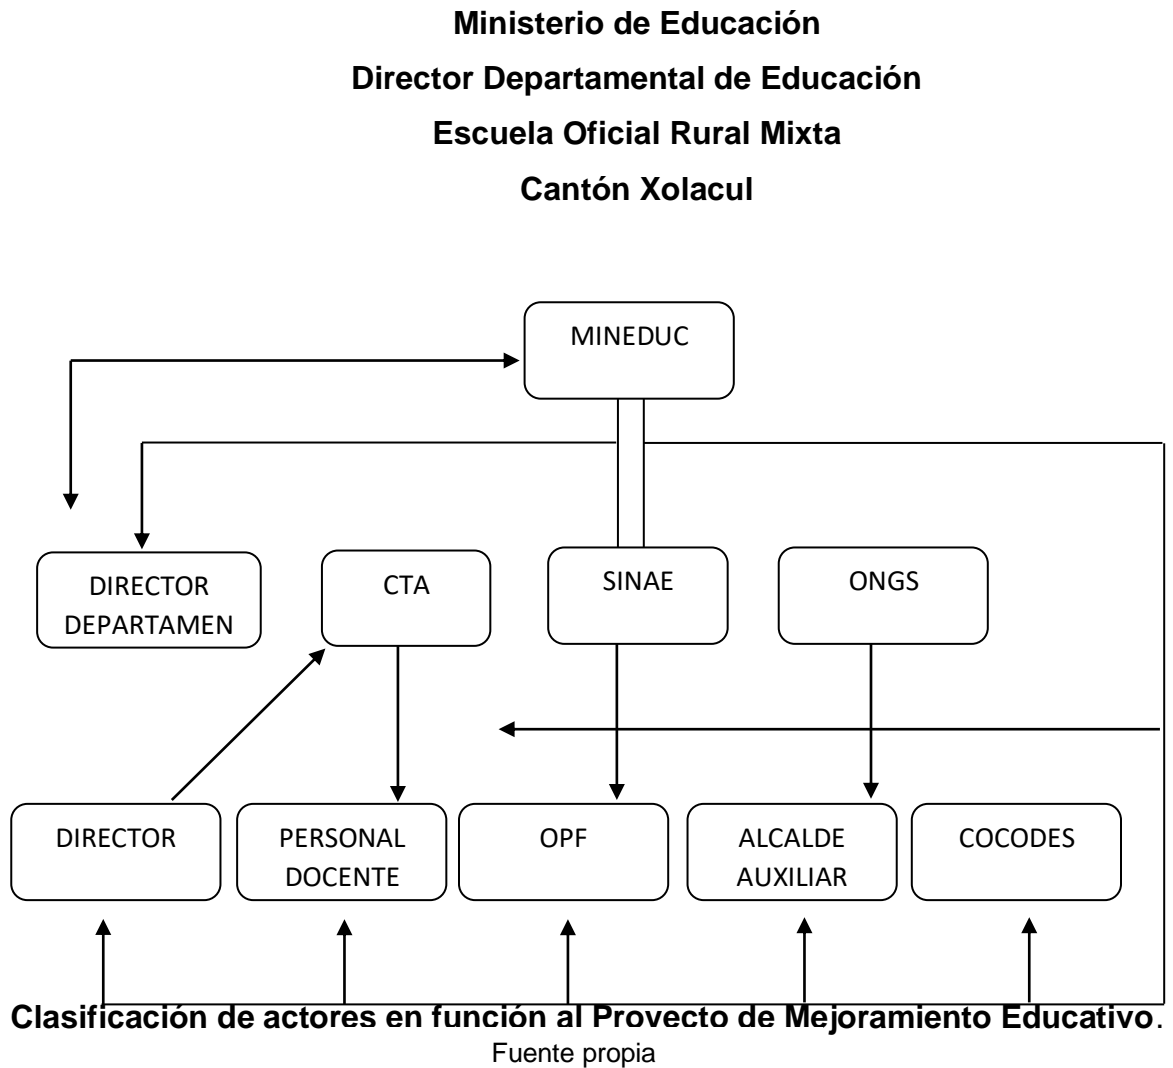 Ministerio de Educación
Director Departamental de Educación
Escuela Oficial Rural Mixta
Cantón Xolacul
MINEDUC
DIRECTOR
DEPARTAMEN
CTA
SINAE
ONGS
DIRECTOR
PERSONAL
DOCENTE
OPF
ALCALDE
AUXILIAR
COCODES
Clasificación de actores en función al Proyecto de Mejoramiento Educativo.
Fuente propia